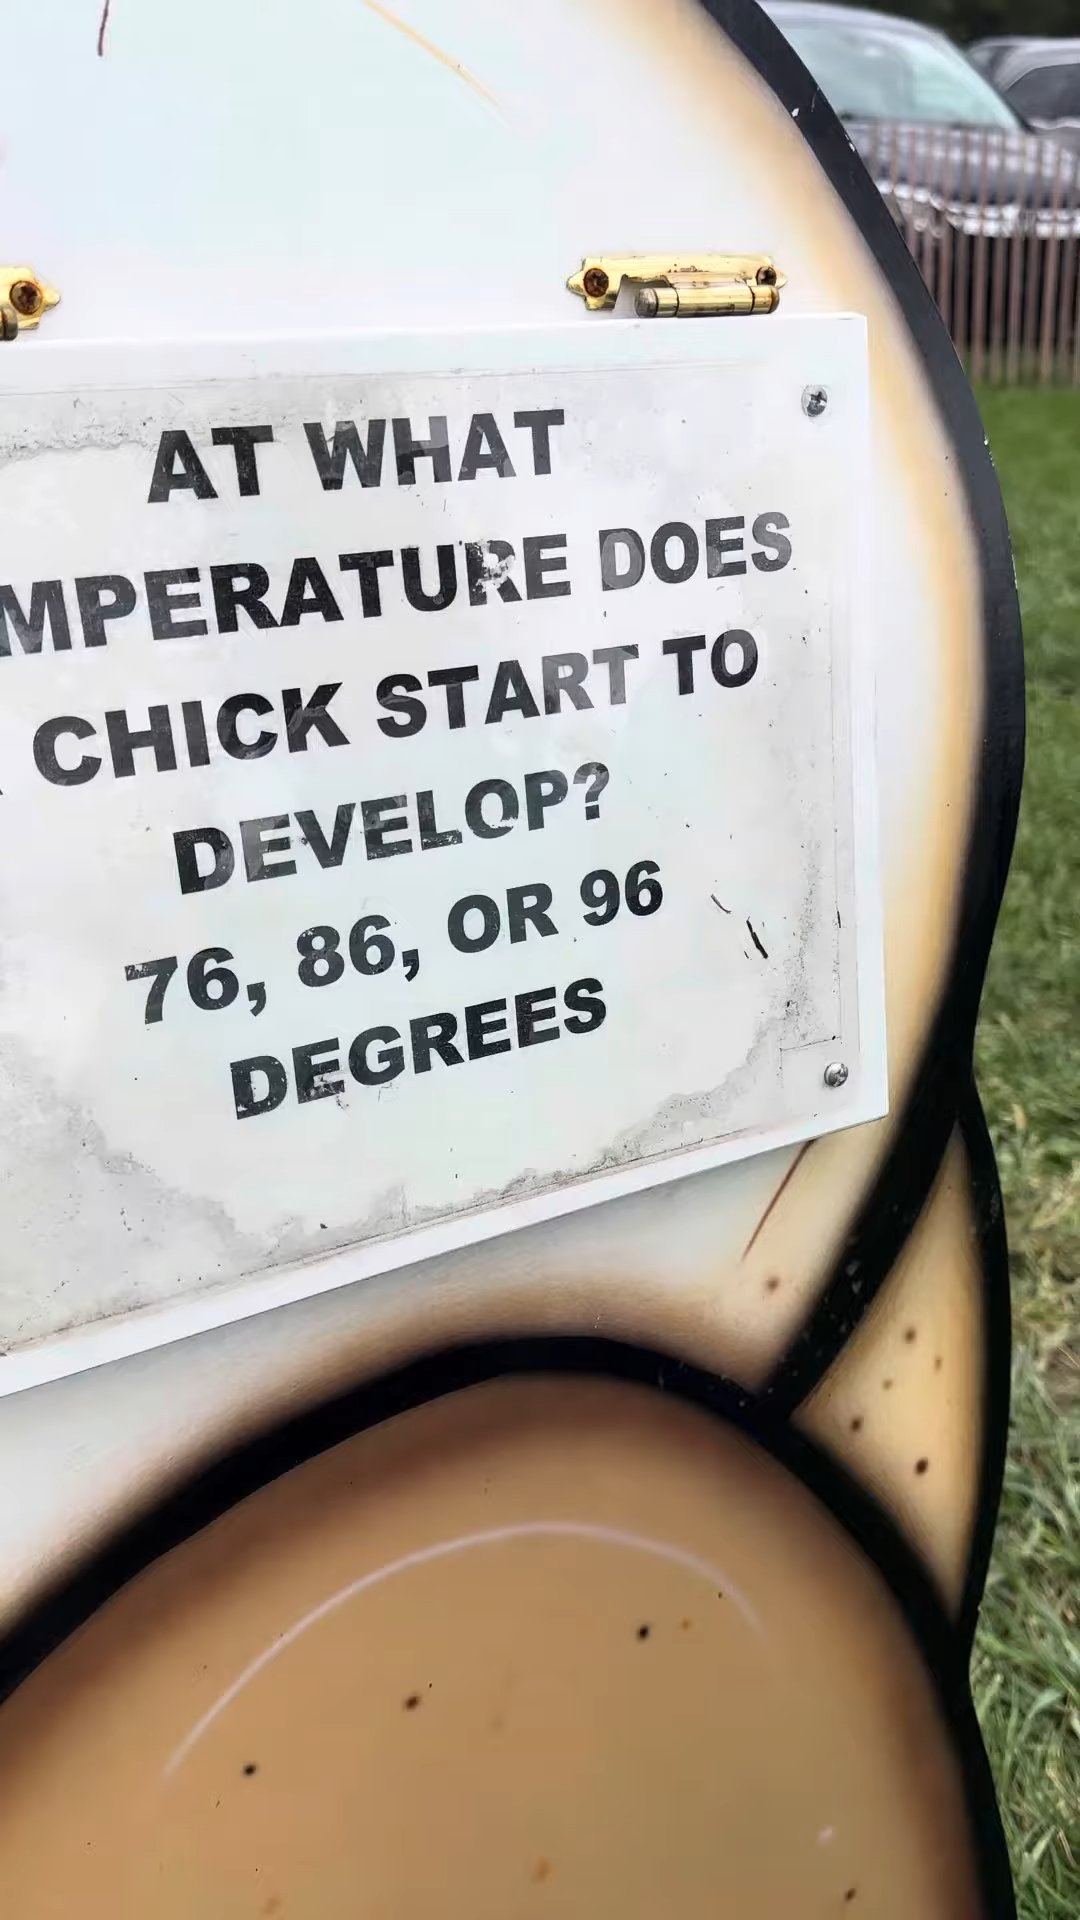 AT WHAT
MPERATURE DOES
CHICK START TO
DEVELOP?
76, 86, OR 96
DEGREES